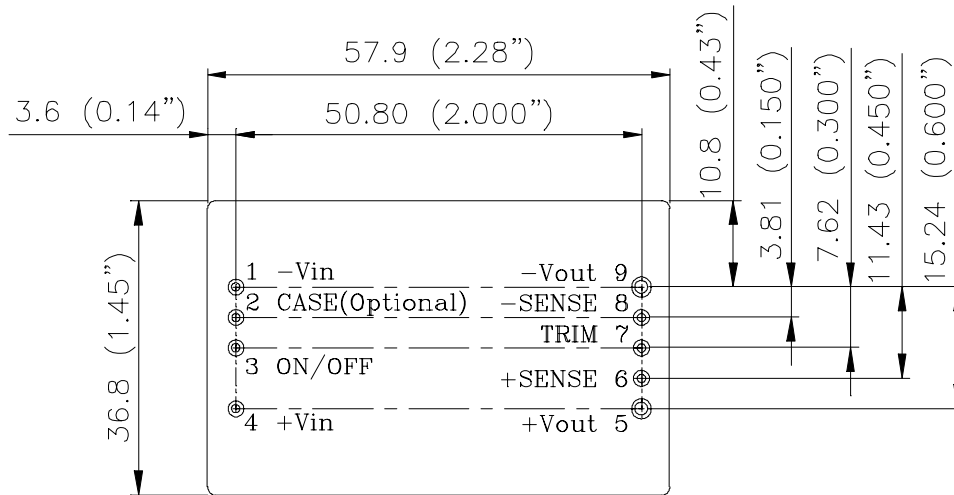 57.9 (2.28”)
3.6 (0.14”)
50.80 (2.000”)
10.8 (0.43”)
3.81 (0.150”)
7.62 (0.300”)
11.43 (0.450”)
15.24 (0.600”)
36.8 (1.45”)
1 -Vin
-Vout 9
2 CASE(Optional)
-SENSE 8
TRIM 7
3 ON/OFF
+SENSE 6
4 +Vin
+Vout 5